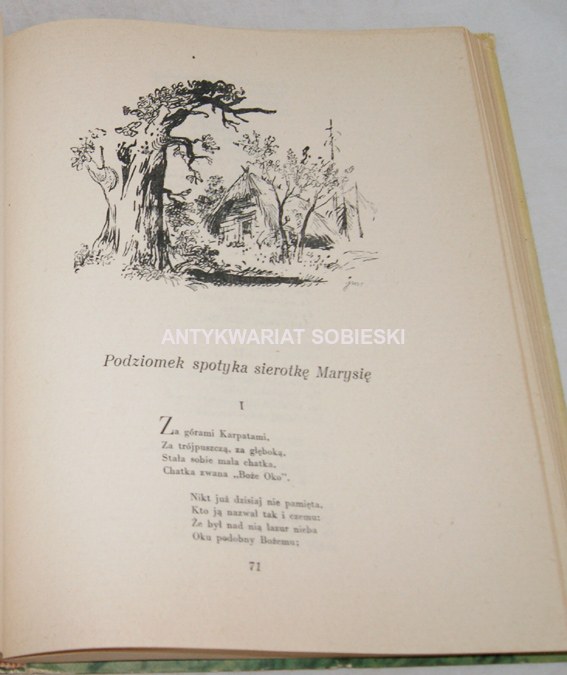 ANTYKWARIAT SOBIESKI
Podziomek spotyka sierotkę Marysię
I
Za górami Karpatami,
Za trójpuszczą, za głęboką,
Stała sobie mała chatka,
Chatka zwana „Boże Oko".
Nikt już dzisiaj nie pamięta,
Kto ją nazwał tak i czemu:
Że był nad nią lazur nieba
Oku podobny Bożemu;
71